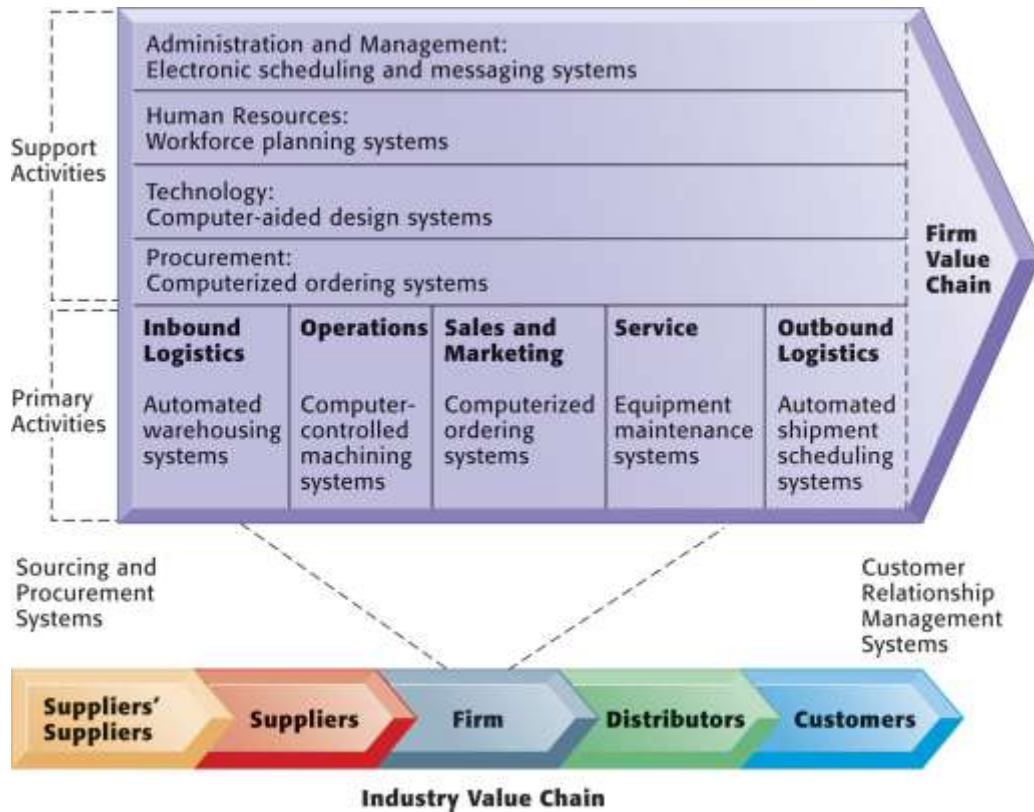 Administration and Management:
Electronic scheduling and messaging systems
Human Resources:
Workforce planning systems
Support
Activities
Technology:
Computer-aided design systems
Procurement:
Computerized ordering systems
Firm
Value
Chain
Primary
Activities
Inbound
Logistics
Automated
warehousing
systems
Operations
Computer-
controlled
machining
systems
Sales and
Marketing
Computerized
ordering
systems
Service
Equipment
maintenance
systems
Outbound
Logistics
Automated
shipment
scheduling
systems
Sourcing and
Procurement
Systems
Customer
Relationship
Management
Systems
Suppliers'
Suppliers
Suppliers
Firm
Distributors
Customers
Industry Value Chain